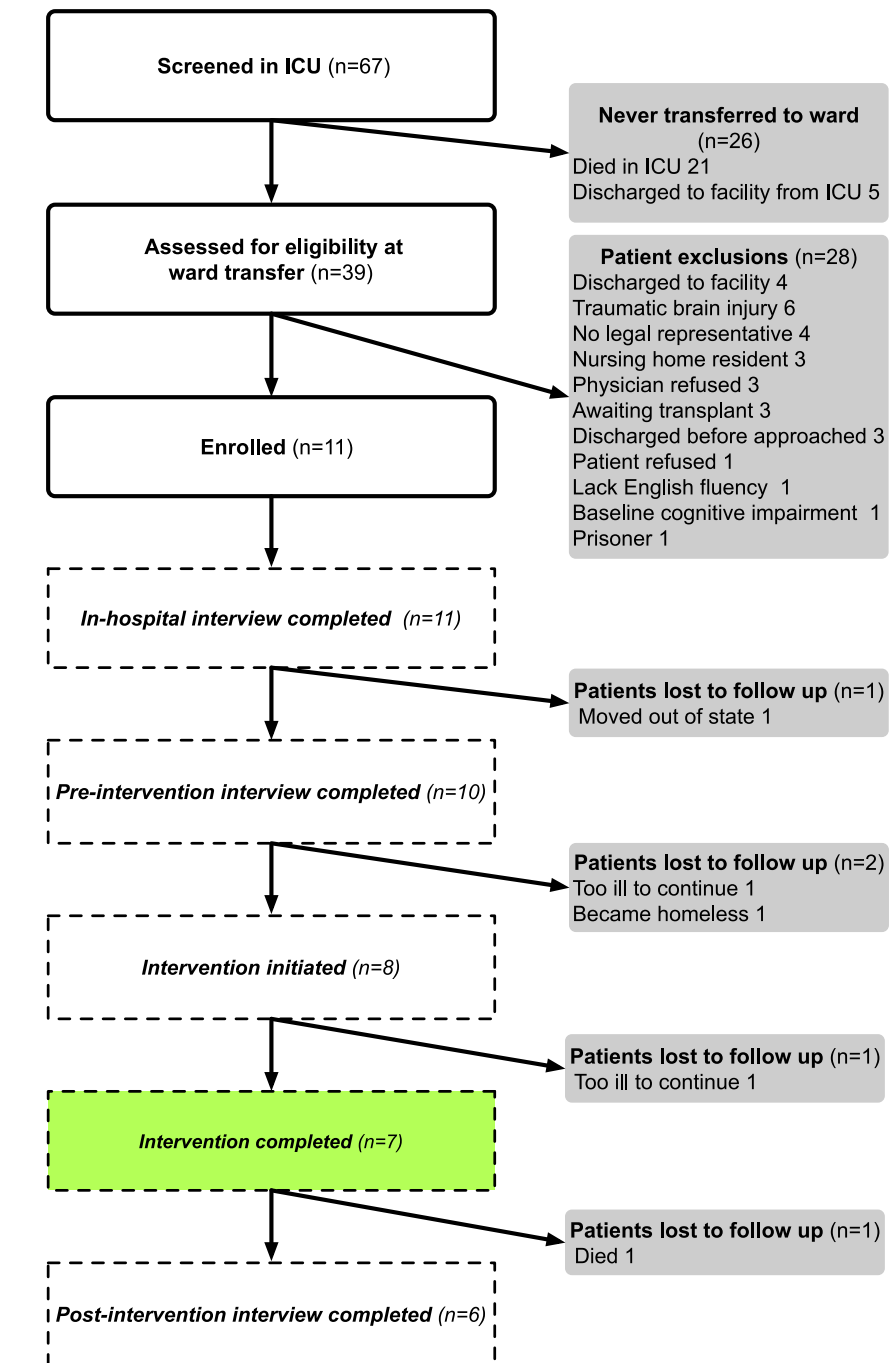 Screened in ICU (n=67)
Never transferred to ward
(n=26)
Died in ICU 21
Discharged to facility from ICU 5
Assessed for eligibility at
ward transfer (n=39)
Patient exclusions (n=28)
Discharged to facility 4
Traumatic brain injury 6
No legal representative 4
Nursing home resident 3
Physician refused 3
Awaiting transplant 3
Discharged before approached 3
Patient refused 1
Lack English fluency 1
Baseline cognitive impairment 1
Prisoner 1
Enrolled (n=11)
In-hospital interview completed (n=11)
Patients lost to follow up (n=1)
Moved out of state 1
Pre-intervention interview completed (n=10)
Patients lost to follow up (n=2)
Too ill to continue 1
Became homeless 1
Intervention initiated (n=8)
Patients lost to follow up (n=1)
Too ill to continue 1
Intervention completed (n=7)
Patients lost to follow up (n=1)
Died 1
Post-intervention interview completed (n=6)